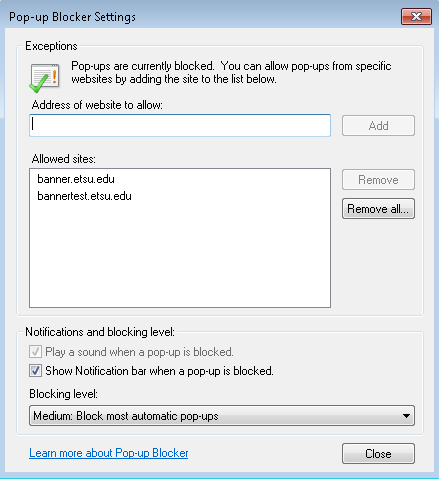 Pop-up Blocker Settings
Exceptions
Pop-ups are currently blocked. You can allow pop-ups from specific
websites by adding the site to the list below.
Address of website to allow:
Add
Allowed sites:
banner.etsu.edu
bannertest.etsu.edu
Remove
Remove all...
Notifications and blocking level:
Play a sound when a pop-up is blocked.
Show Notification bar when a pop-up is blocked.
Blocking level:
Medium: Block most automatic pop-ups
Learn more about Pop-up Blocker
Close